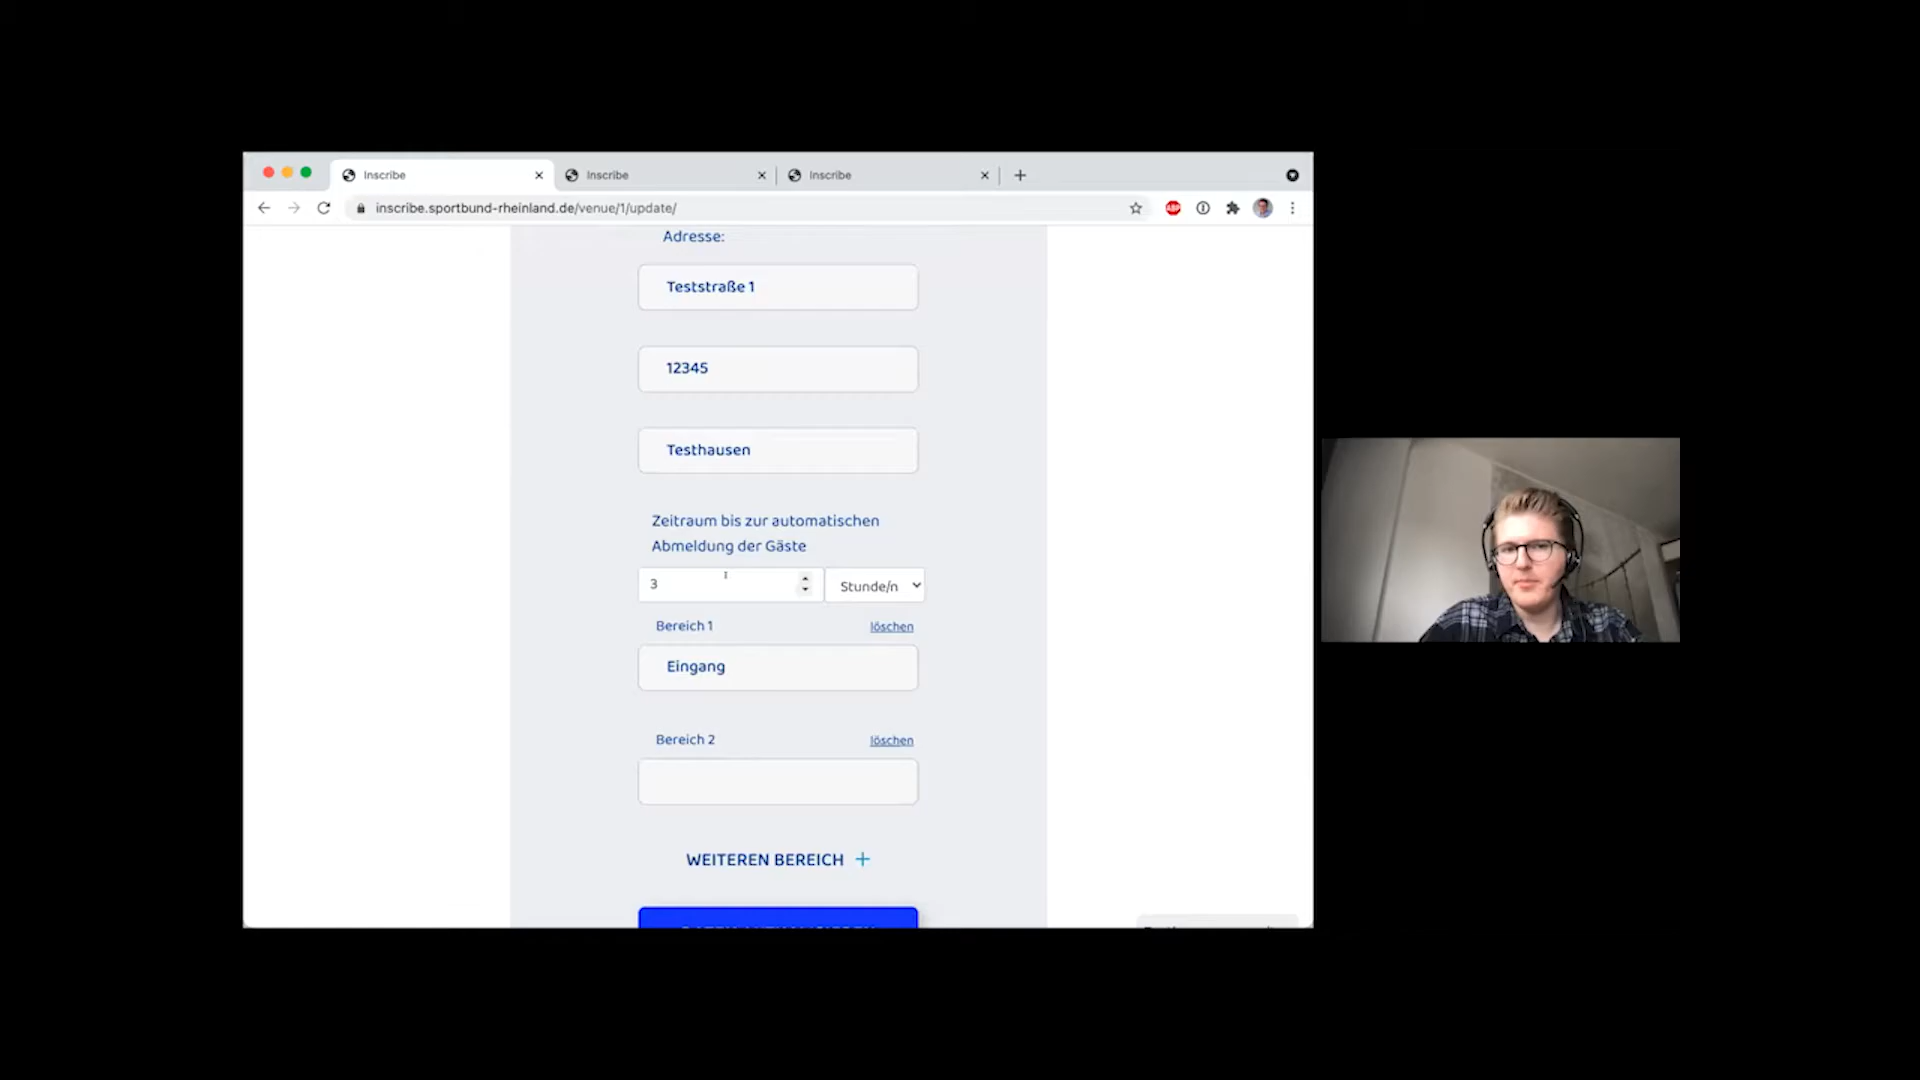 Inscribe
Inscribe
Inscribe
inscribe.sportbund-rheinland.de/venue/1/update/
ABP
Adresse:
Teststraße 1
12345
Testhausen
Zeitraum bis zur automatischen
Abmeldung der Gäste
3
Stunde/n
Bereich 1
löschen
Eingang
Bereich 2
löschen
WEITEREN BEREICH +